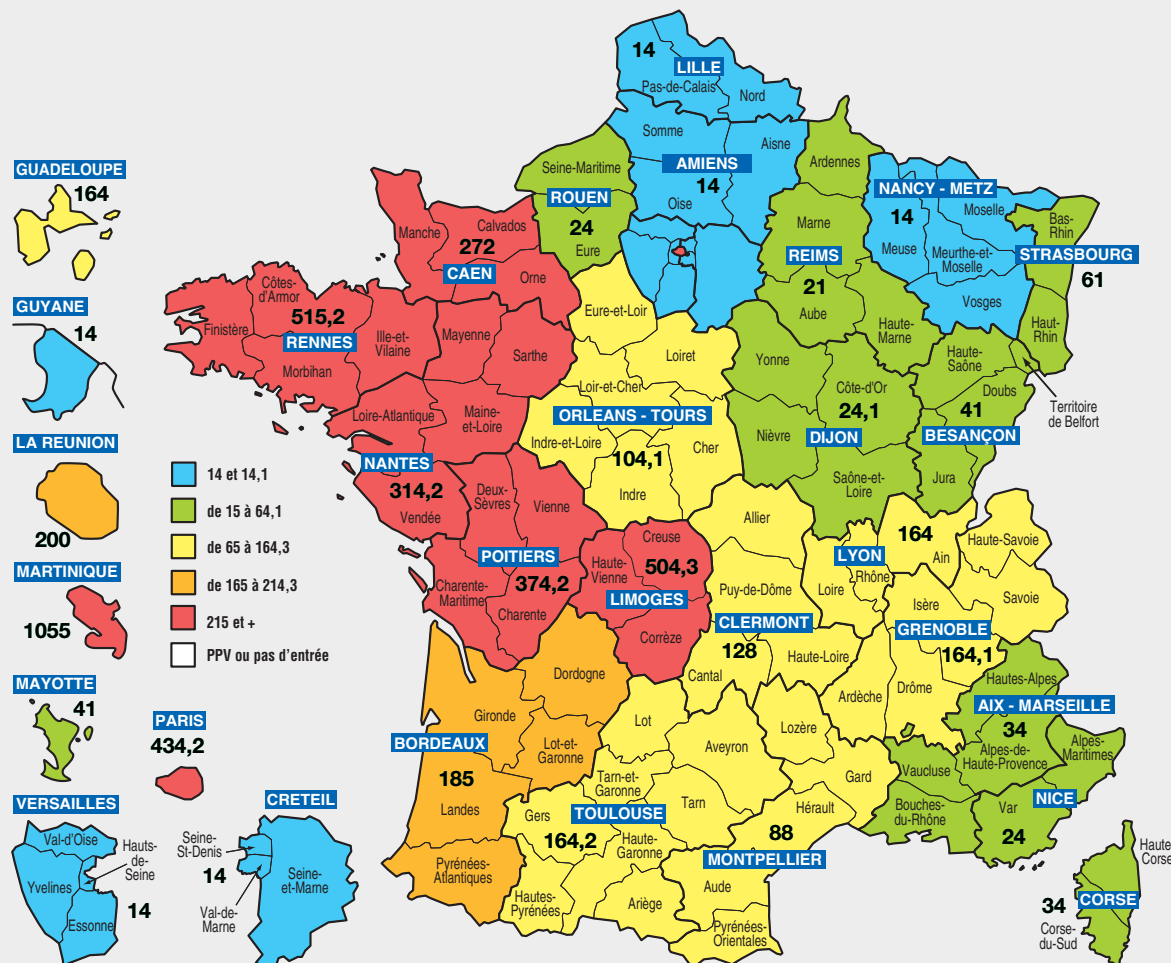 14
LILLE
Pas-de-Calais
Nord
Somme
Aisne
AMIENS
14
Oise
Seine-Maritime
ROUEN
24
Eure
Ardennes
Marne
REIMS
21
Aube
Haute-
Marne
NANCY - METZ
14
Moselle
Meuse
Meurthe-et-
Moselle
Vosges
Bas-
Rhin
STRASBOURG
61
Haut-
Rhin
GUADELOUPE
164
GUYANE
14
LA REUNION
200
MARTINIQUE
1055
MAYOTTE
41
PARIS
434,2
VERSAILLES
Val-d'Oise
Hauts-
de-
Seine
Yvelines
14
Essonne
CRETEIL
Seine-
St-Denis
14
Seine-
et-Marne
Val-de-
Marne
14 et 14,1
de 15 à 64,1
de 65 à 164,3
de 165 à 214,3
215 et +
PPV ou pas d'entrée
Manche
Calvados
272
CAEN
Orne
Côtes-
d'Armor
Finistère
515,2
RENNES
Ille-et-
Vilaine
Morbihan
Mayenne
Sarthe
Loire-Atlantique
Maine-
et-Loire
NANTES
314,2
Vendée
Deux-
Sèvres
Vienne
POITIERS
374,2
Charente-
Maritime
Charente
Eure-et-Loir
Loiret
Loir-et-Cher
ORLEANS - TOURS
Indre-et-Loire
104,1
Cher
Indre
Yonne
Côte-d'Or
24,1
Nièvre
DIJON
Saône-et-
Loire
Haute-
Saône
Doubs
41
BESANÇON
Jura
Territoire
de Belfort
Creuse
Haute-
Vienne
504,3
LIMOGES
Corrèze
Allier
Puy-de-Dôme
CLERMONT
128
Haute-Loire
Cantal
LYON
164
Ain
Rhône
Loire
Haute-Savoie
Savoie
Isère
GRENOBLE
164,1
Ardèche
Drôme
Hautes-Alpes
AIX - MARSEILLE
34
Alpes-de-
Haute-Provence
Vaucluse
Bouches-
du-Rhône
Alpes-
Maritimes
NICE
Var
24
Dordogne
Gironde
BORDEAUX
Lot-et-
Garonne
185
Landes
Pyrénées-
Atlantiques
Lot
Aveyron
Tarn-et-
Garonne
Tarn
Gers
TOULOUSE
164,2
Haute-
Garonne
Hautes-
Pyrénées
Ariège
Lozère
Gard
Hérault
88
MONTPELLIER
Aude
Pyrénées-
Orientales
Haute
Corse
34
CORSE
Corse-
du-Sud